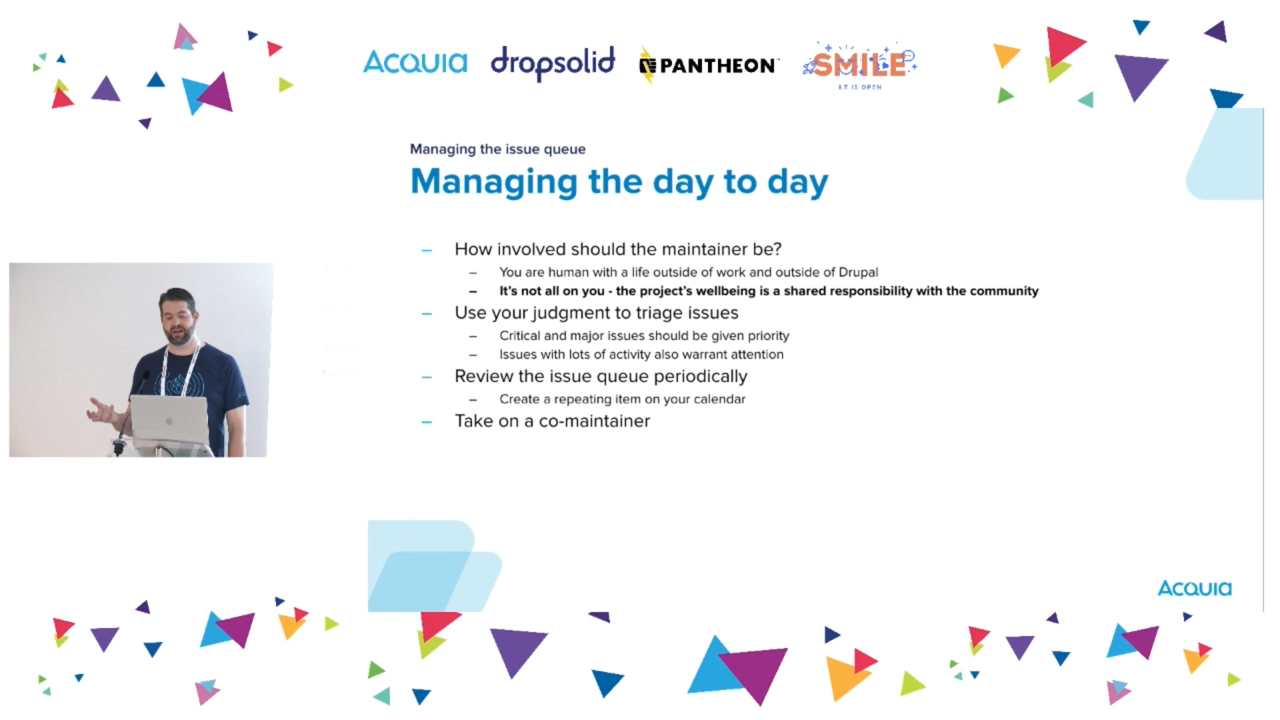 Acquia
dropsolid
PANTHEON
SMILE
I.T IS OPEN
Managing the issue queue
Managing the day to day
– How involved should the maintainer be?
– You are human with a life outside of work and outside of Drupal
– It's not all on you - the project's wellbeing is a shared responsibility with the community
– Use your judgment to triage issues
– Critical and major issues should be given priority
– Issues with lots of activity also warrant attention
– Review the issue queue periodically
– Create a repeating item on your calendar
– Take on a co-maintainer
Acquia